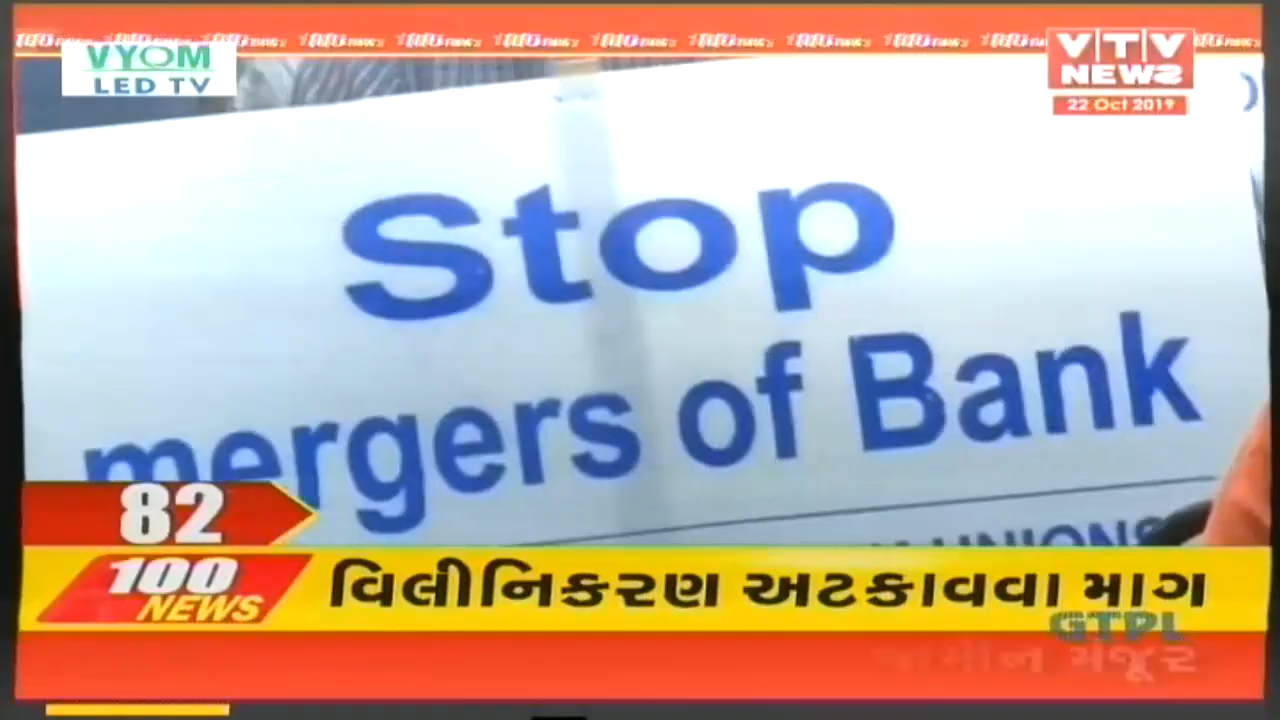 VYOM
LED TV
VTV
NEWS
22 Oct 2019
Stop
mergers of Bank
UNIONS
82
100
NEWS
વિલીનિકરણ અટકાવવા માગ
GTPL
જામીન મંજૂર